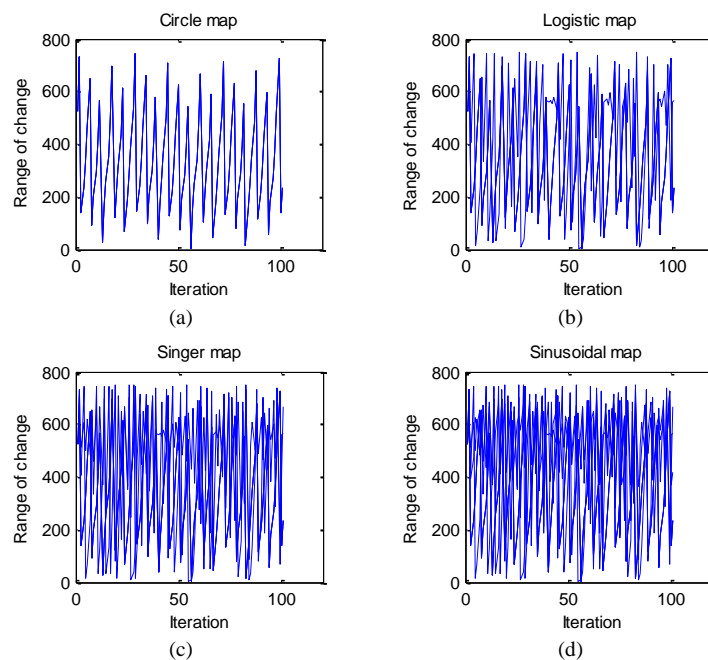 Circle map
800
600
400
200
0
Range of change
0 50 100
Iteration
(a)
Logistic map
800
600
400
200
0
Range of change
0 50 100
Iteration
(b)
Singer map
800
600
400
200
0
Range of change
0 50 100
Iteration
(c)
Sinusoidal map
800
600
400
200
0
Range of change
0 50 100
Iteration
(d)